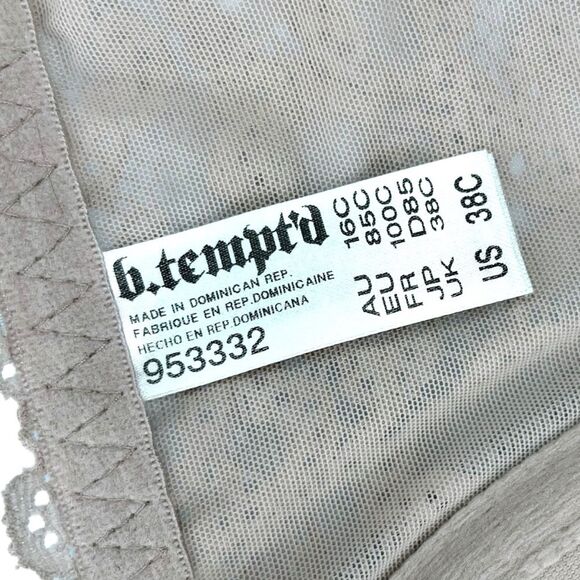 b.tempt'd
MADE IN DOMINICAN REP.
FABRIQUE EN REP.DOMINICAINE
HECHO EN REP.DOMINICANA
953332
AU 16C
ER 85C
FR 100C
JP D85
UK 38C
US 38C